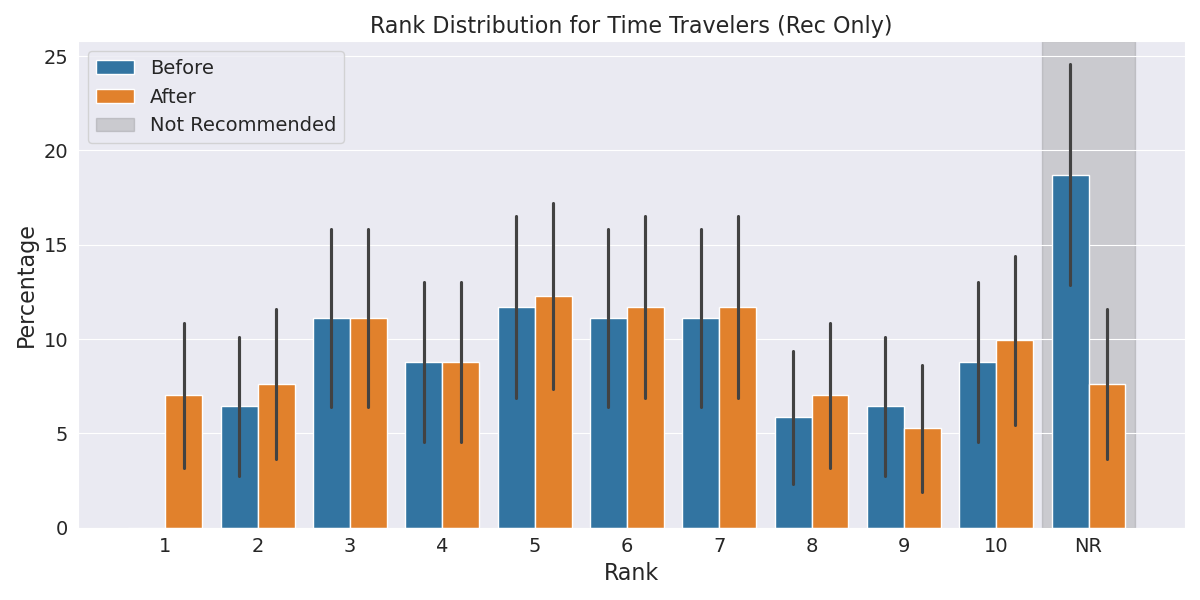 Rank Distribution for Time Travelers (Rec Only)
Before
After
Not Recommended
25
20
15
10
5
0
Percentage
1 2 3 4 5 6 7 8 9 10 NR
Rank